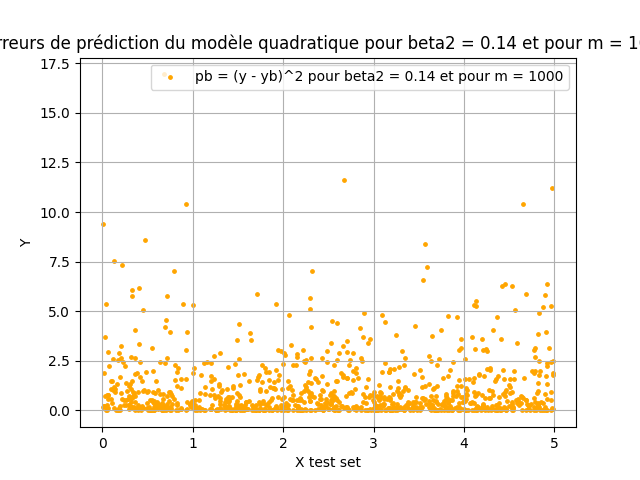 rreurs de prédiction du modèle quadratique pour beta2 = 0.14 et pour m = 10
17.5
pb = (y - yb)^2 pour beta2 = 0.14 et pour m = 1000
15.0
12.5
10.0
Y
7.5
5.0
2.5
0.0
0 1 2 3 4 5
X test set